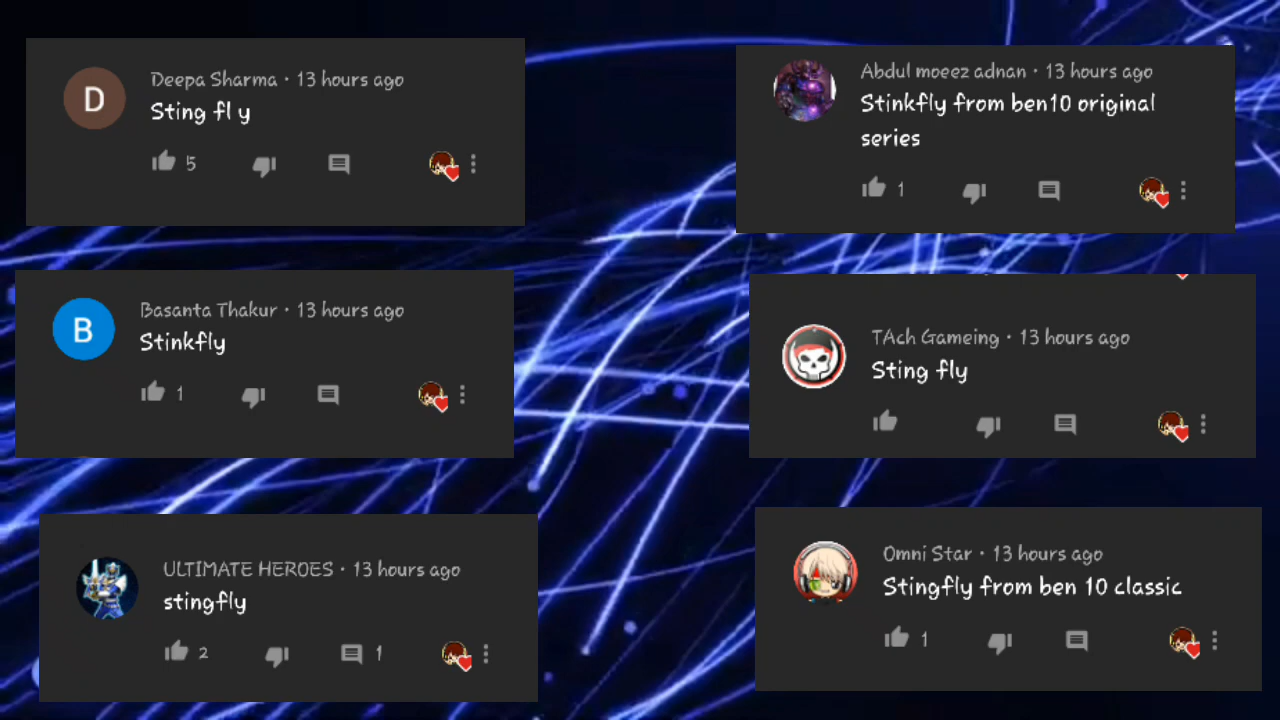 D
Deepa Sharma · 13 hours ago
Sting fl y
5
Abdul moeez adnan · 13 hours ago
Stinkfly from ben10 original
series
1
B
Basanta Thakur · 13 hours ago
Stinkfly
1
TAch Gameing · 13 hours ago
Sting fly
ULTIMATE HEROES · 13 hours ago
stingfly
2 1
Omni Star · 13 hours ago
Stingfly from ben 10 classic
1